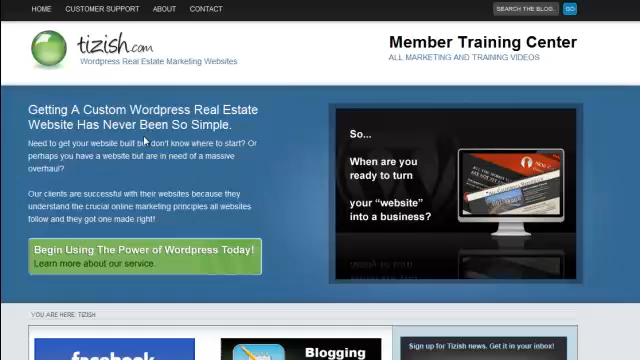 HOME CUSTOMER SUPPORT ABOUT CONTACT SEARCH THE BLOG. GO
tizish.com
Wordpress Real Estate Marketing Websites
Member Training Center
ALL MARKETING AND TRAINING VIDEOS
Getting A Custom Wordpress Real Estate
Website Has Never Been So Simple.
Need to get your website built but don't know where to start? Or
perhaps you have a website but are in need of a massive
overhaul?
Our clients are successful with their websites because they
understand the crucial online marketing principles all websites
follow and they got one made right!
Begin Using The Power of Wordpress Today!
Learn more about our service.
So...
When are you
ready to turn
your "website"
into a business?
YOU ARE HERE: TIZISH
facebook
Blogging
Sign up for Tizish news. Get it in your inbox!